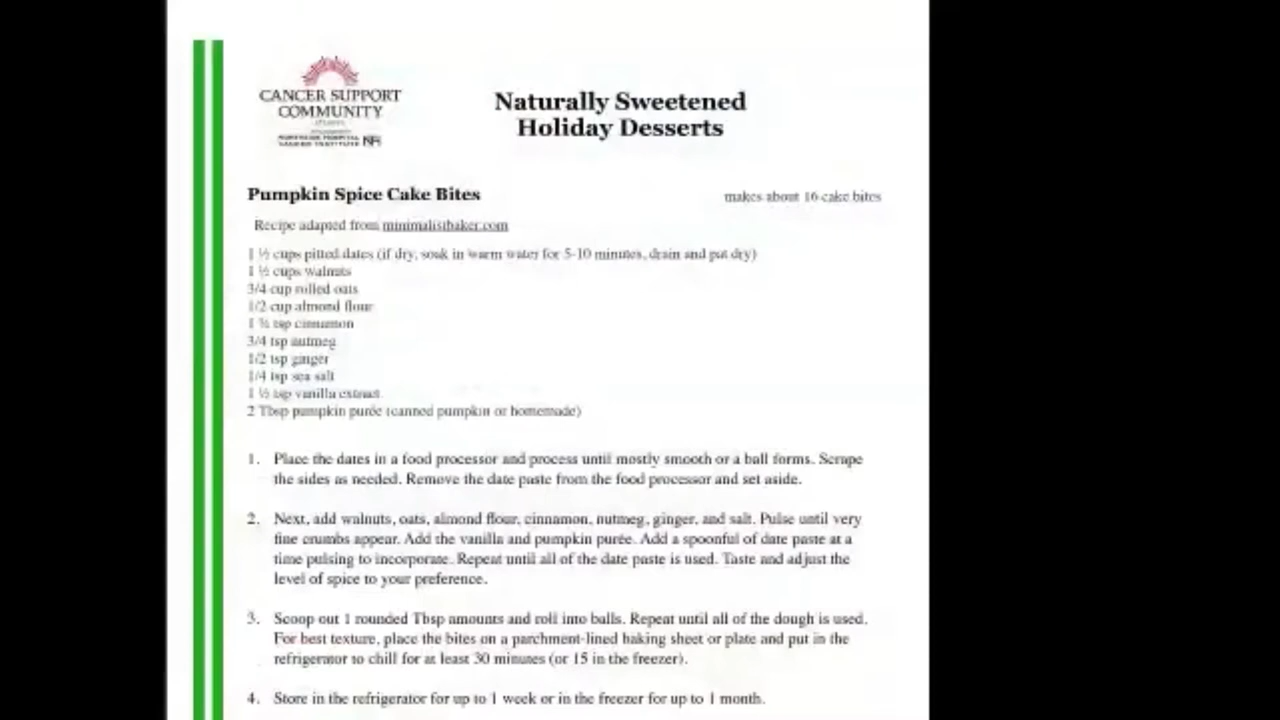 CANCER SUPPORT
COMMUNITY
NORTHSIDE HOSPITAL
CANCER INSTITUTE
Naturally Sweetened
Holiday Desserts
Pumpkin Spice Cake Bites
makes about 16 cake bites
Recipe adapted from minimalistbaker.com
1 ½ cups pitted dates (if dry, soak in warm water for 5-10 minutes, drain and pat dry)
1 ½ cups walnuts
3/4 cup rolled oats
1/2 cup almond flour
1 ½ tsp cinnamon
3/4 tsp nutmeg
1/2 tsp ginger
1/4 tsp sea salt
1 ½ tsp vanilla extract
2 Tbsp pumpkin purée (canned pumpkin or homemade)
1. Place the dates in a food processor and process until mostly smooth or a ball forms. Scrape
the sides as needed. Remove the date paste from the food processor and set aside.
2. Next, add walnuts, oats, almond flour, cinnamon, nutmeg, ginger, and salt. Pulse until very
fine crumbs appear. Add the vanilla and pumpkin purée. Add a spoonful of date paste at a
time pulsing to incorporate. Repeat until all of the date paste is used. Taste and adjust the
level of spice to your preference.
3. Scoop out 1 rounded Tbsp amounts and roll into balls. Repeat until all of the dough is used.
For best texture, place the bites on a parchment-lined baking sheet or plate and put in the
refrigerator to chill for at least 30 minutes (or 15 in the freezer).
4. Store in the refrigerator for up to 1 week or in the freezer for up to 1 month.